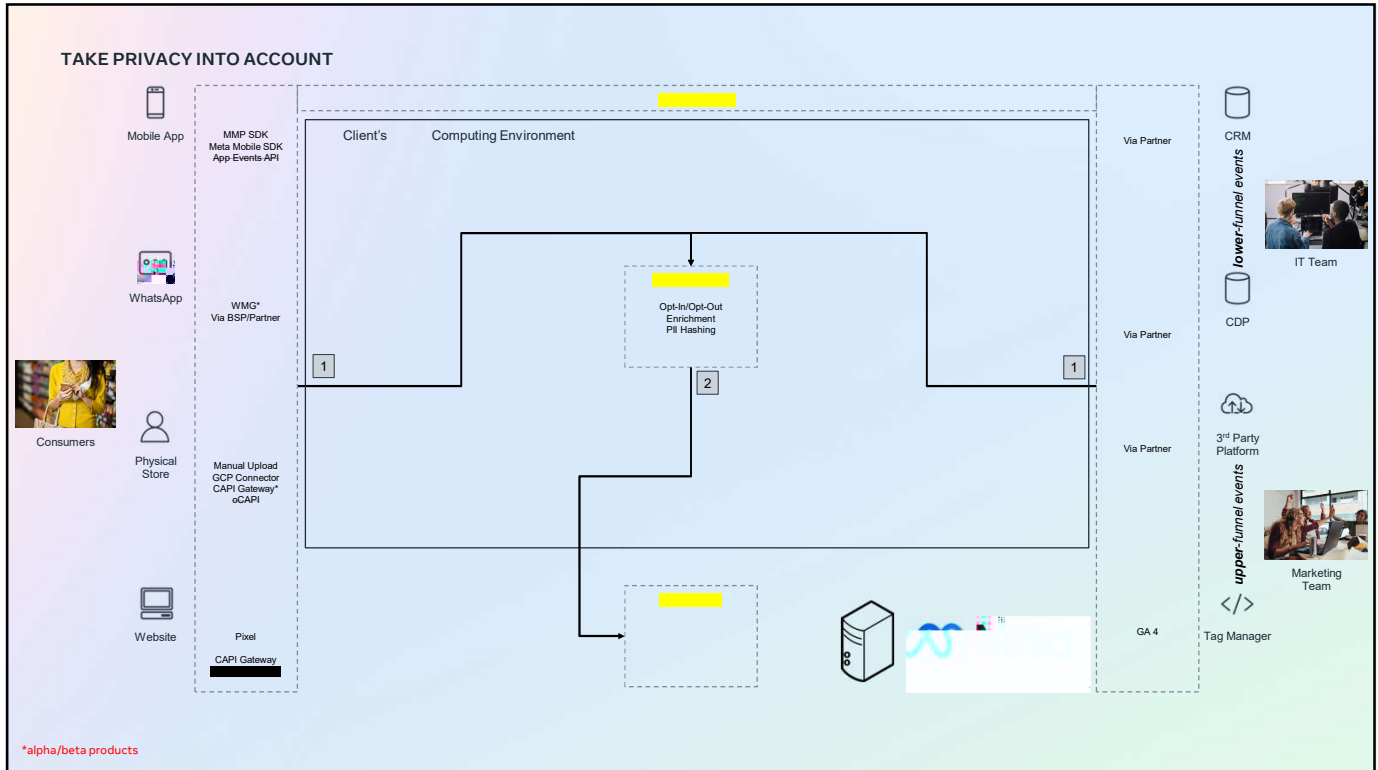 TAKE PRIVACY INTO ACCOUNT
Mobile App
MMP SDK
Meta Mobile SDK
App Events API
Client's Computing Environment
Via Partner
CRM
lower-funnel events
IT Team
WhatsApp
WMG*
Via BSP/Partner
Opt-In/Opt-Out
Enrichment
PII Hashing
CDP
Via Partner
1
2
1
Consumers
Physical
Store
Manual Upload
GCP Connector
CAPI Gateway*
oCAPI
Via Partner
3rd Party
Platform
upper-funnel events
Marketing
Team
Website
Pixel
CAPI Gateway
GA 4
Tag Manager
*alpha/beta products